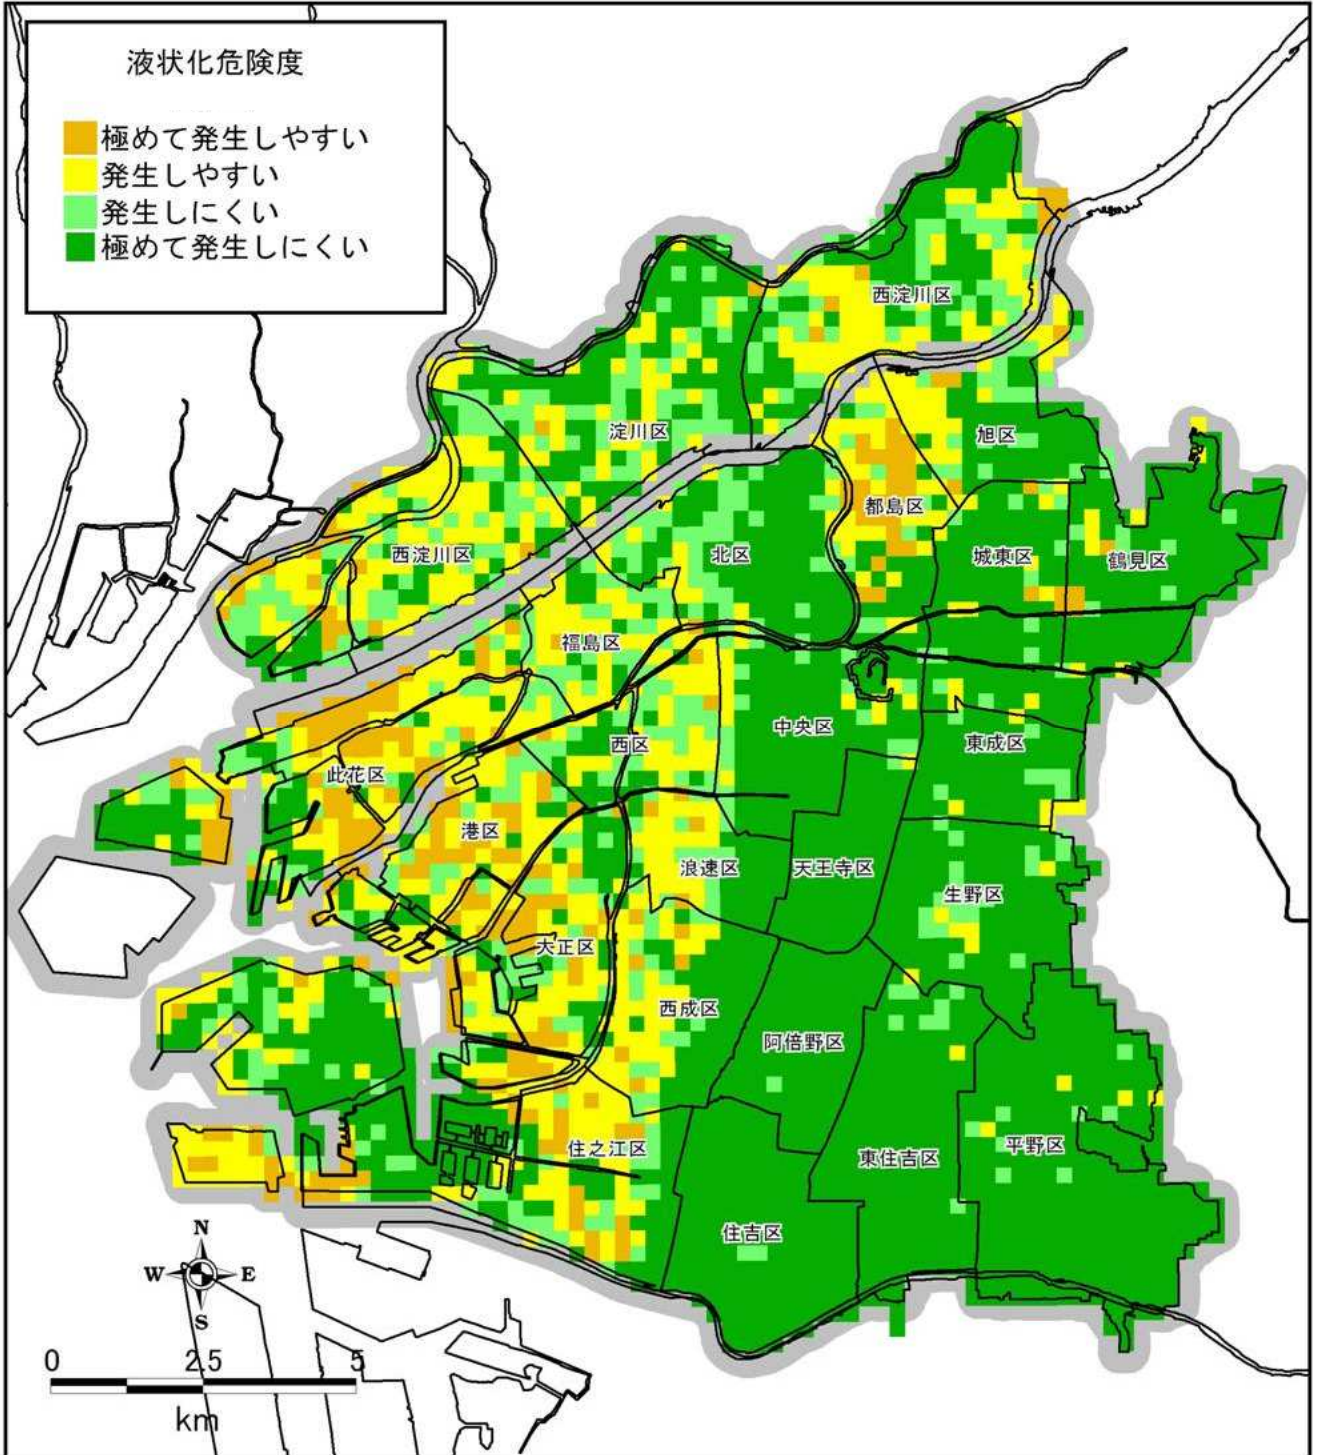 液状化危険度
極めて発生しやすい
発生しやすい
発生しにくい
極めて発生しにくい
西淀川区
淀川区
旭区
都島区
西淀川区
北区
城東区
鶴見区
福島区
中央区
西区
東成区
此花区
港区
浪速区
天王寺区
生野区
大正区
西成区
阿倍野区
住之江区
東住吉区
平野区
住吉区
N
W E
S
0 2.5 5
km